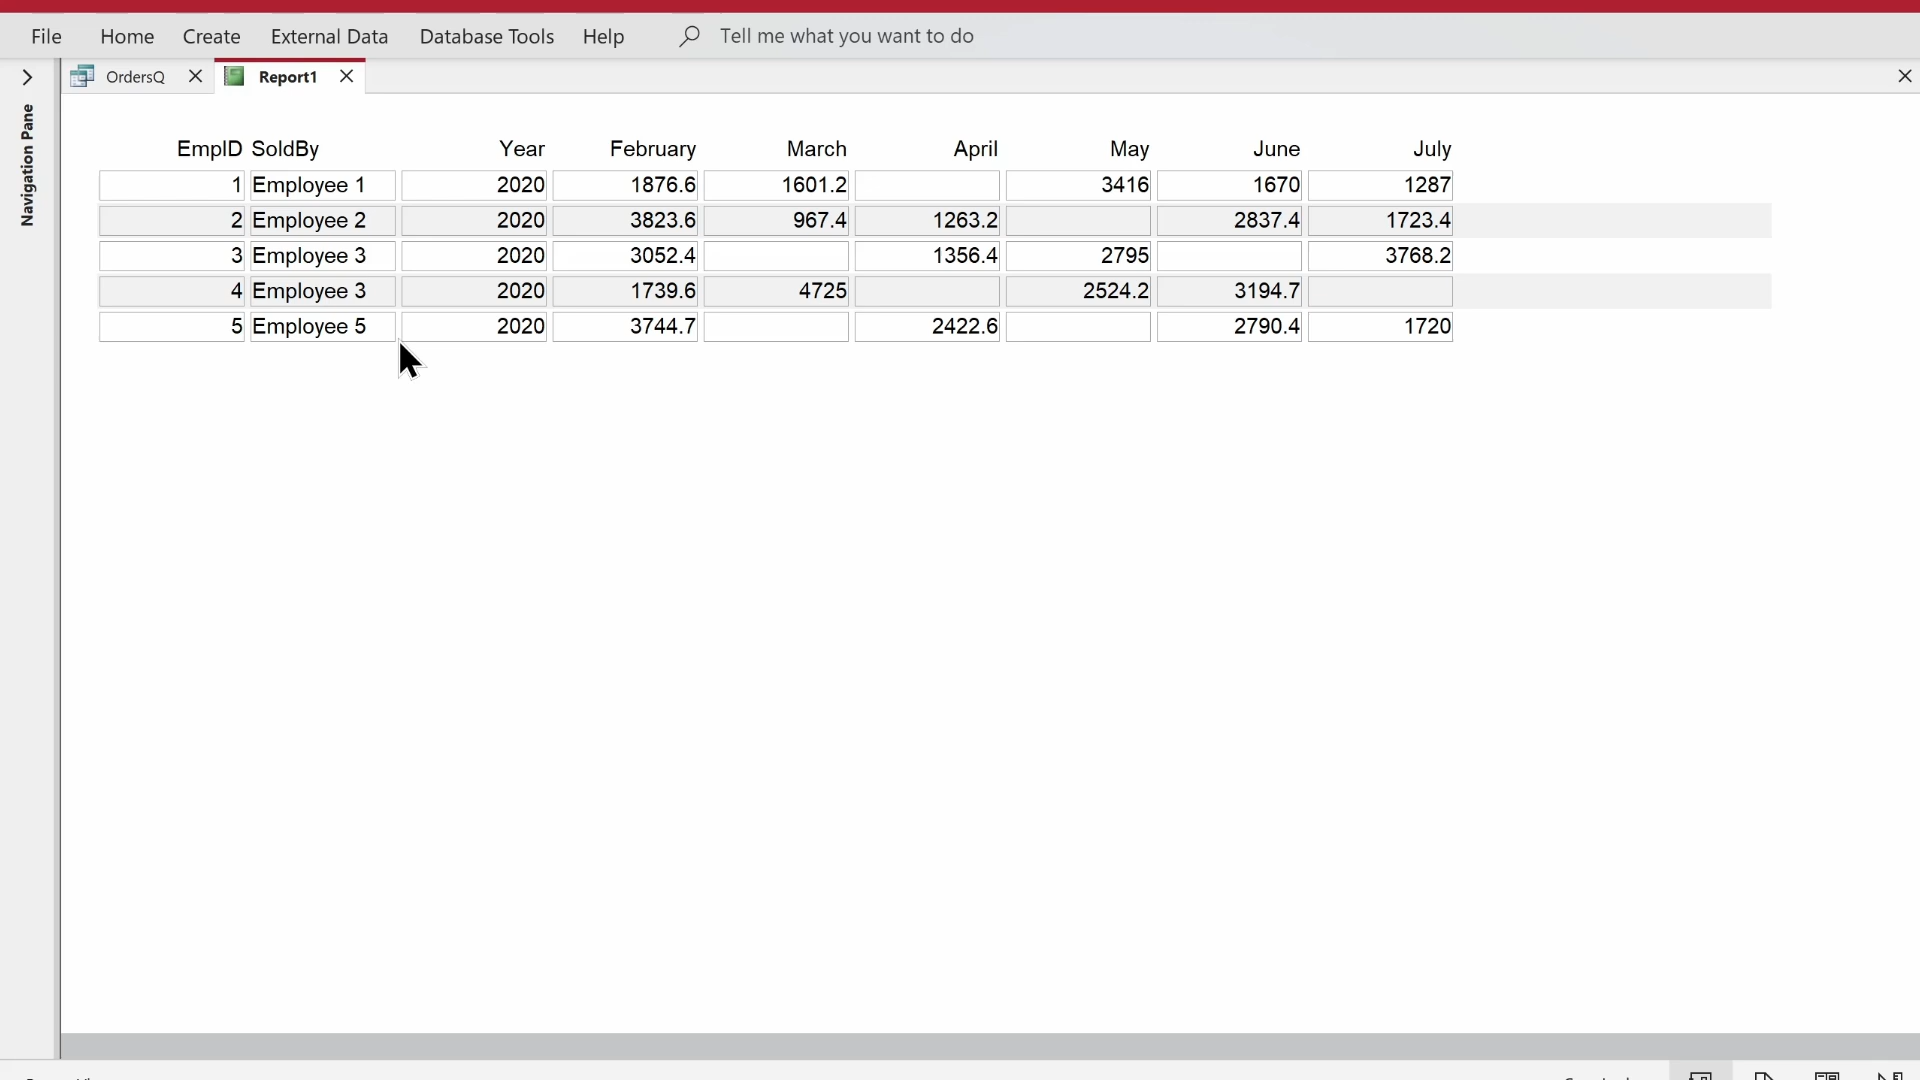 File Home Create External Data Database Tools Help Tell me what you want to do
OrdersQ Report1
Navigation Pane
EmpID SoldBy Year February March April May June July
1 Employee 1 2020 1876.6 1601.2 3416 1670 1287
2 Employee 2 2020 3823.6 967.4 1263.2 2837.4 1723.4
3 Employee 3 2020 3052.4 1356.4 2795 3768.2
4 Employee 3 2020 1739.6 4725 2524.2 3194.7
5 Employee 5 2020 3744.7 2422.6 2790.4 1720